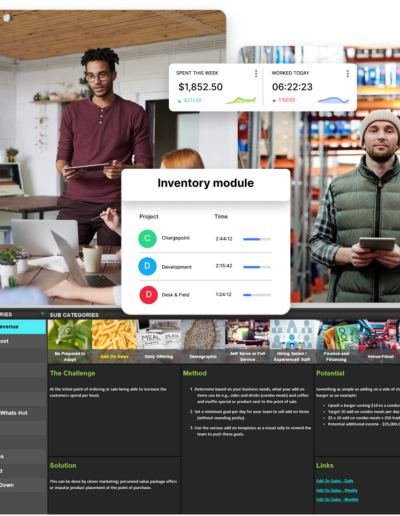 SPENT THIS WEEK
$1,852.50
WORKED TODAY
06:22:23
Inventory module
Project
Time
C
Chargepoint
2:44:12
D
Development
2:15:42
D
Desk & Field
1:24:12
RIES
SUB CATEGORIES
evenue
ost
Whats Hot
s
d
Down
Be Prepared to
Adapt
Add On Sales
Daily Offering
Demographic
Self Serve or Full
Service
Hiring Senior /
Experienced Staff
Finance and
Financing
Venue Fitout
MEAL PLAN
The Challenge
At the initial point of ordering or sale being able to increase the
customers spend per head.
Method
1. Determine based on your business needs, what your add on
items can be e.g., sides and drinks (combo meals) and coffee
and muffin special or product next to the point of sale.
2. Set a minimum goal per day for your team to sell add on items
(without sounding pushy).
3. Use the various add on templates as a visual tally to remind the
team to push these goals.
Potential
Something as simple as adding on a side of
burger as an example:
Upsell a burger costing $10 to a combo
Target 20 add on combo meals per day
$5 x 20 add on combo meals x 350 trad
Potential additional income - $35,000.
Solution
This can be done by clever marketing; perceived value package offers
or impulse product placement at the point of purchase.
Links
Add On Sales - Daily
Add On Sales - Weekly
Add On Sales - Monthly